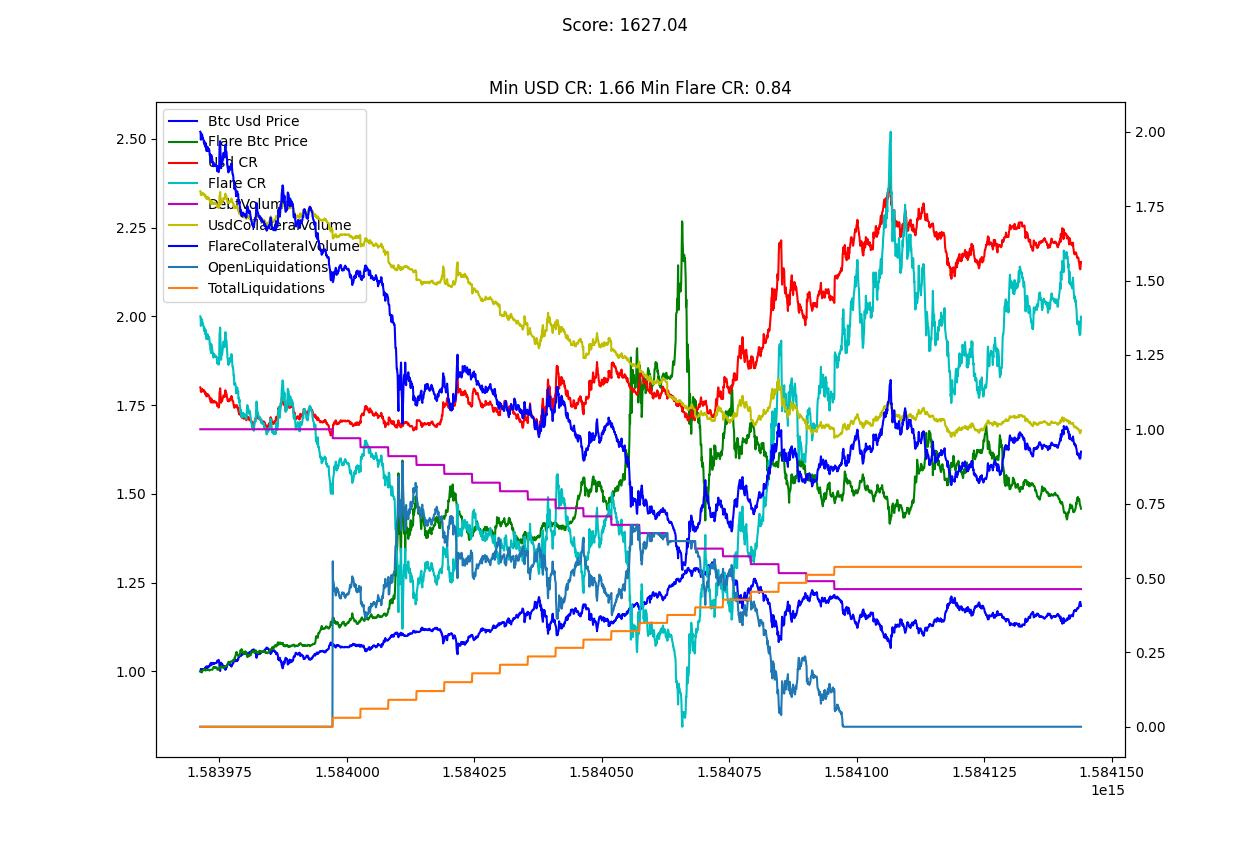 Score: 1627.04
Min USD CR: 1.66 Min Flare CR: 0.84
Btc Usd Price
Flare Btc Price
Usd CR
Flare CR
DebtVolume
UsdCollateralVolume
FlareCollateralVolume
OpenLiquidations
TotalLiquidations
2.50
2.25
2.00
1.75
1.50
1.25
1.00
2.00
1.75
1.50
1.25
1.00
0.75
0.50
0.25
0.00
1.583975
1.584000
1.584025
1.584050
1.584075
1.584100
1.584125
1.584150
1e15